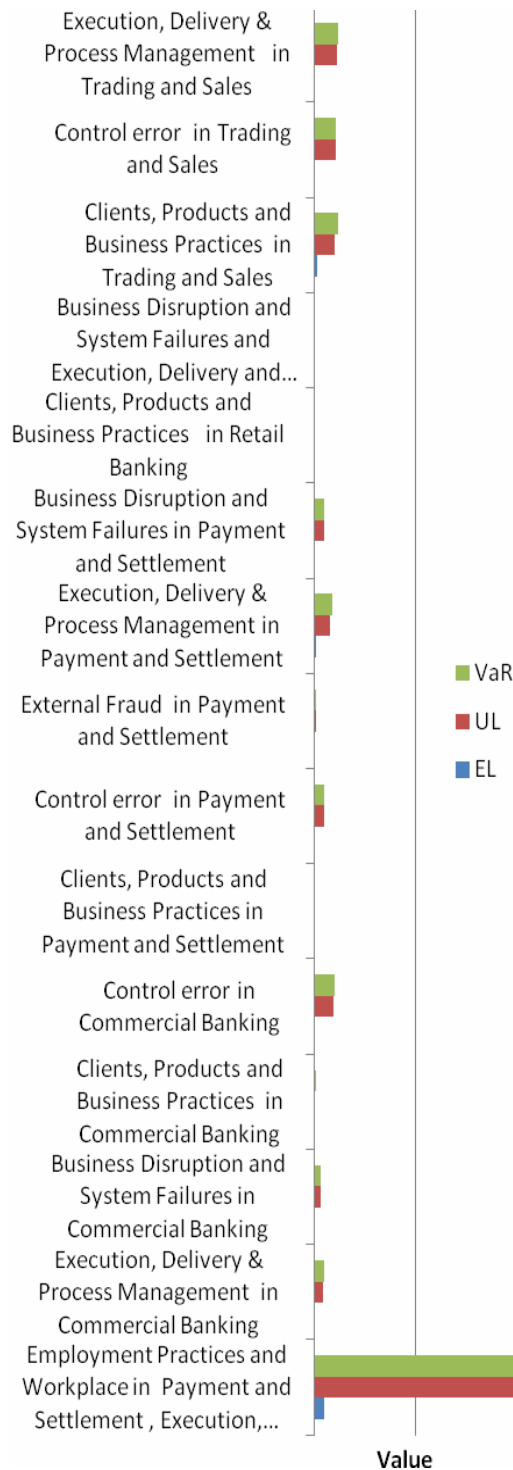 Execution, Delivery &
Process Management in
Trading and Sales
Control error in Trading
and Sales
Clients, Products and
Business Practices in
Trading and Sales
Business Disruption and
System Failures and
Execution, Delivery and...
Clients, Products and
Business Practices in Retail
Banking
Business Disruption and
System Failures in Payment
and Settlement
Execution, Delivery &
Process Management in
Payment and Settlement
External Fraud in Payment
and Settlement
Control error in Payment
and Settlement
Clients, Products and
Business Practices in
Payment and Settlement
Control error in
Commercial Banking
Clients, Products and
Business Practices in
Commercial Banking
Business Disruption and
System Failures in
Commercial Banking
Execution, Delivery &
Process Management in
Commercial Banking
Employment Practices and
Workplace in Payment and
Settlement , Execution,...
VaR
UL
EL
Value